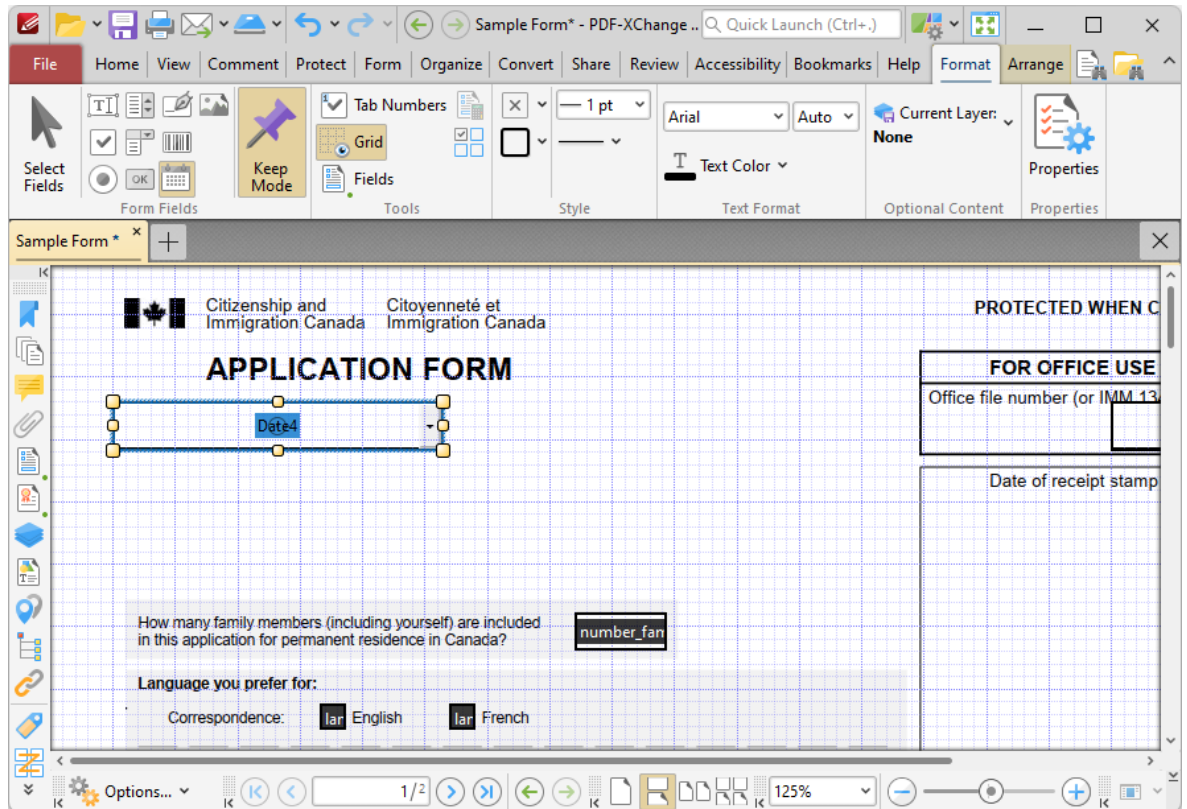 Sample Form* - PDF-XChange ..
Quick Launch (Ctrl+.)
File Home View Comment Protect Form Organize Convert Share Review Accessibility Bookmarks Help Format Arrange
Select Fields
OK
Keep Mode
Form Fields
Tab Numbers
Grid
Fields
Tools
1 pt
Style
Arial
Auto
Text Color
Text Format
Current Layer:
None
Optional Content
Properties
Properties
Sample Form *
Citizenship and Citoyenneté et
Immigration Canada Immigration Canada
PROTECTED WHEN C
APPLICATION FORM
FOR OFFICE USE
Office file number (or IMM 13
Date4
Date of receipt stamp
How many family members (including yourself) are included
in this application for permanent residence in Canada?
number_fan
Language you prefer for:
Correspondence: lar English lar French
Options... 1/2 125%